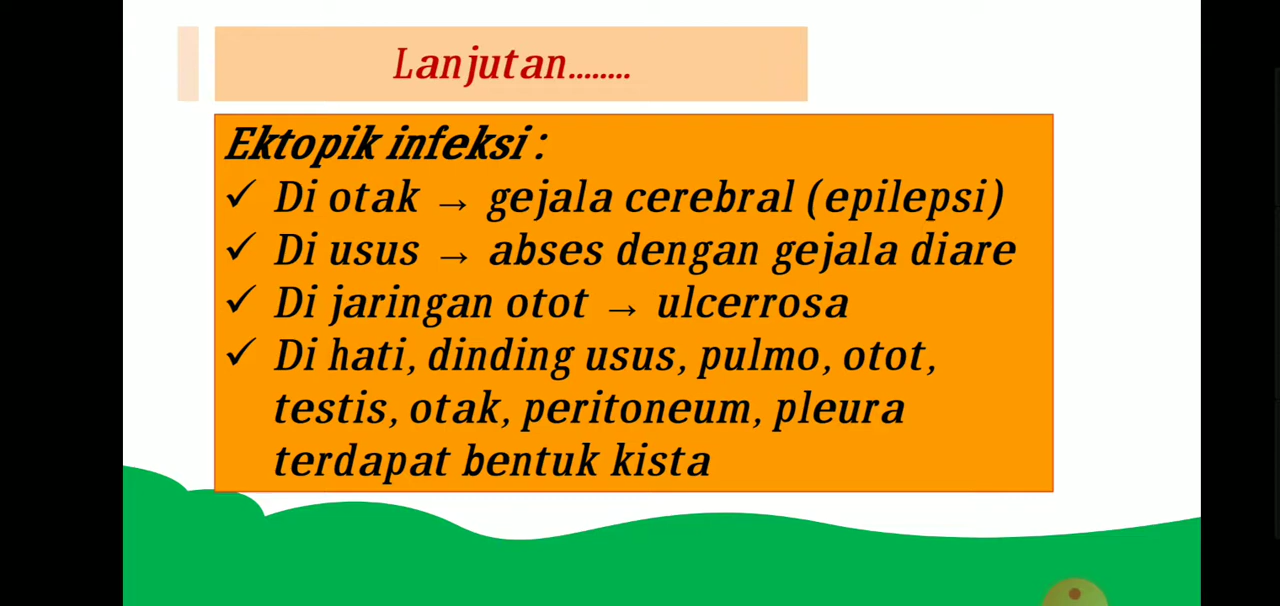 Lanjutan........
Ektopik infeksi :
✓ Di otak → gejala cerebral (epilepsi)
✓ Di usus → abses dengan gejala diare
✓ Di jaringan otot → ulcerrosa
✓ Di hati, dinding usus, pulmo, otot,
testis, otak, peritoneum, pleura
terdapat bentuk kista